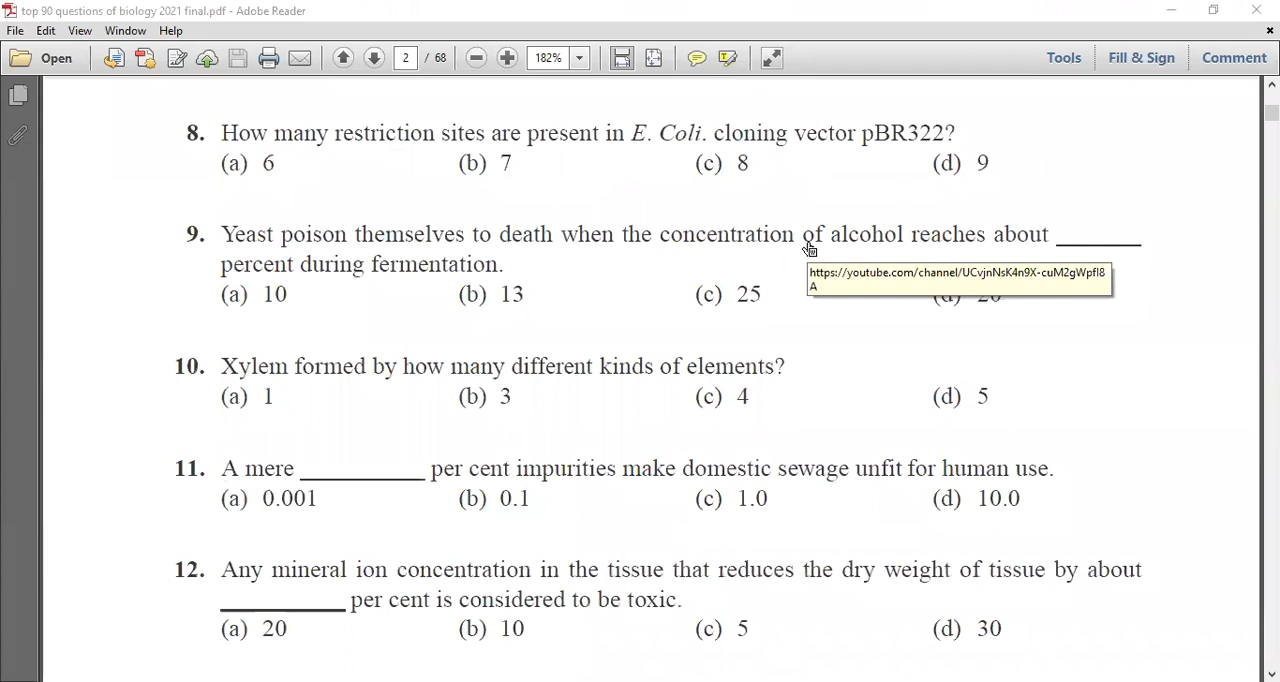 top 90 questions of biology 2021 final.pdf - Adobe Reader
File Edit View Window Help
Open 2 / 68 182% Tools Fill & Sign Comment
8. How many restriction sites are present in E. Coli. cloning vector pBR322?
(a) 6 (b) 7 (c) 8 (d) 9
9. Yeast poison themselves to death when the concentration of alcohol reaches about ______
percent during fermentation.
https://youtube.com/channel/UCvjnNsK4n9X-cuM2gWpfI8
A
(a) 10 (b) 13 (c) 25 (d) 20
10. Xylem formed by how many different kinds of elements?
(a) 1 (b) 3 (c) 4 (d) 5
11. A mere __________ per cent impurities make domestic sewage unfit for human use.
(a) 0.001 (b) 0.1 (c) 1.0 (d) 10.0
12. Any mineral ion concentration in the tissue that reduces the dry weight of tissue by about
__________ per cent is considered to be toxic.
(a) 20 (b) 10 (c) 5 (d) 30